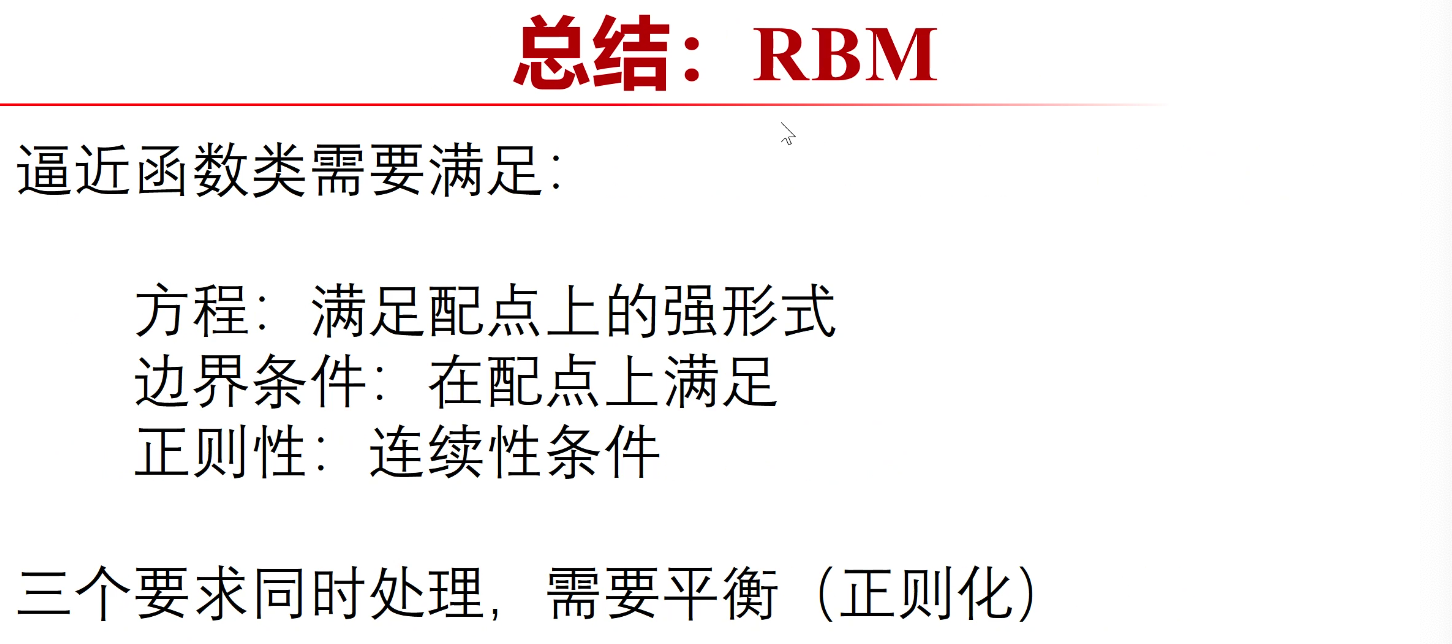 总结：RBM
逼近函数类需要满足：
方程：满足配点上的强形式
边界条件：在配点上满足
正则性：连续性条件
三个要求同时处理，需要平衡（正则化）